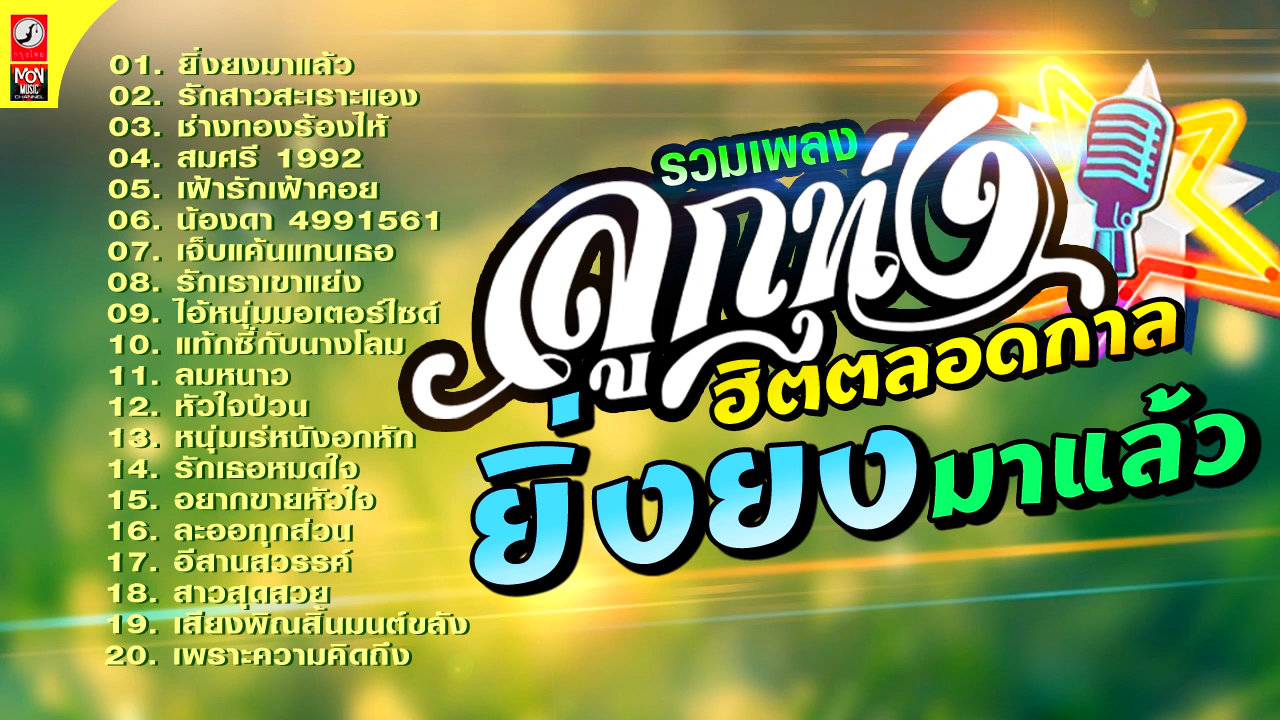 กรุงไทย
MON
MUSIC
CHANNEL
01. ยิ่งยงมาแล้ว
02. รักสาวสะเราะแอง
03. ช่างทองร้องไห้
04. สมศรี 1992
05. เฝ้ารักเฝ้าคอย
06. น้องดา 4991561
07. เจ็บแค้นแทนเธอ
08. รักเราเขาแย่ง
09. ไอ้หนุ่มมอเตอร์ไซด์
10. แท้กซี่กับนางโลม
11. ลมหนาว
12. หัวใจป่วน
13. หนุ่มเร่หนังอกหัก
14. รักเธอหมดใจ
15. อยากขายหัวใจ
16. ละออทุกส่วน
17. อีสานสวรรค์
18. สาวสุดสวย
19. เสียงพิณสิ้นมนต์ขลัง
20. เพราะความคิดถึง
รวมเพลง
ลูกทุ่ง
ฮิตตลอดกาล
ยิ่งยงมาแล้ว